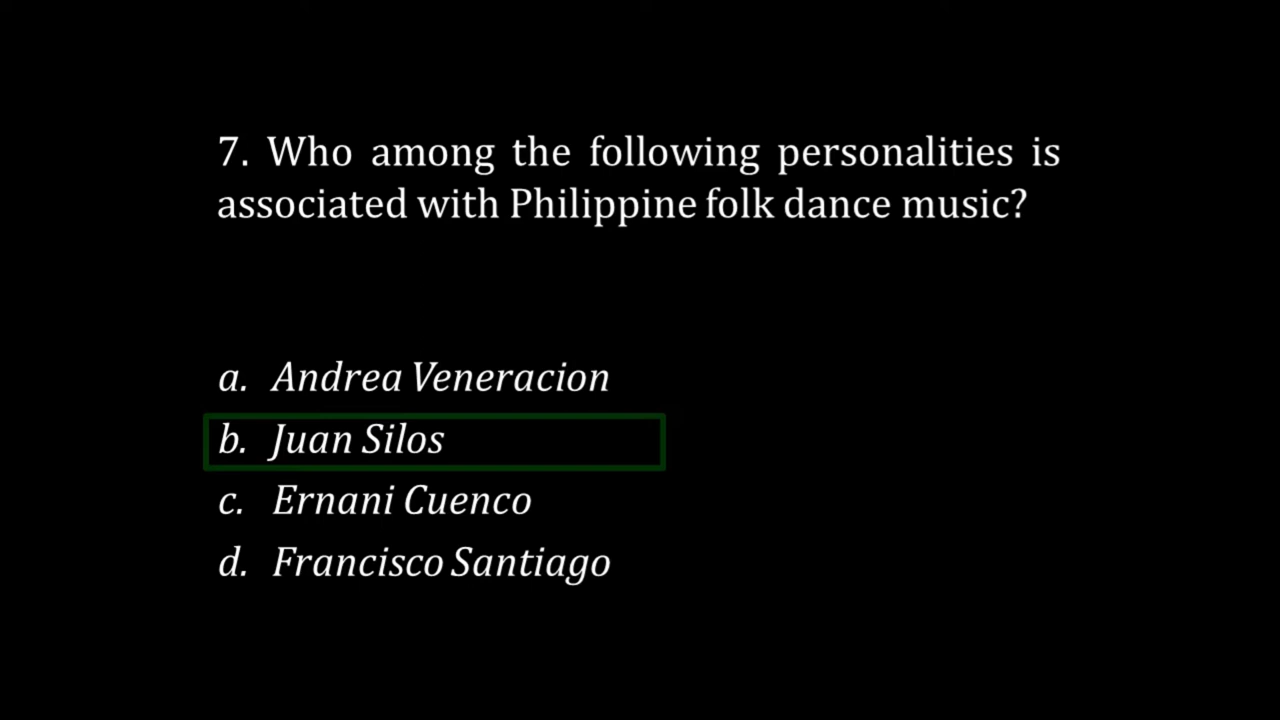 7. Who among the following personalities is
associated with Philippine folk dance music?
a. Andrea Veneracion
b. Juan Silos
c. Ernani Cuenco
d. Francisco Santiago